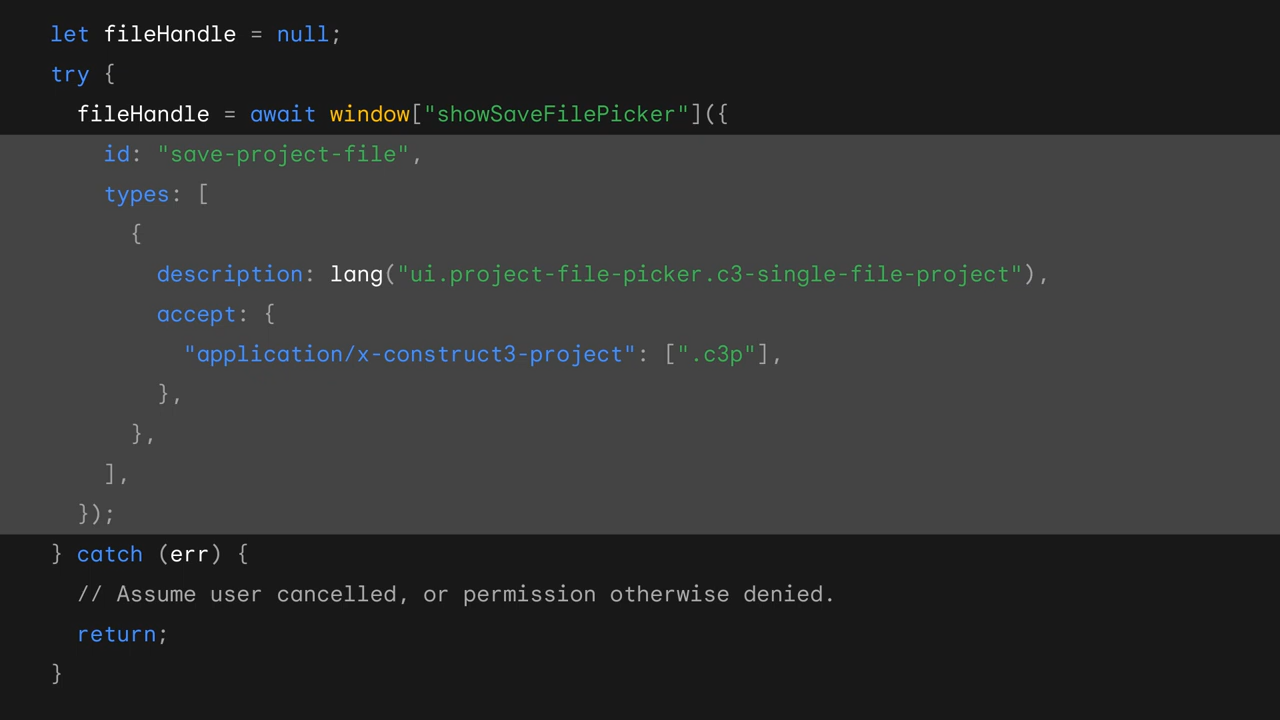 let fileHandle = null;
try {
  fileHandle = await window["showSaveFilePicker"]({
    id: "save-project-file",
    types: [
      {
        description: lang("ui.project-file-picker.c3-single-file-project"),
        accept: {
          "application/x-construct3-project": [".c3p"],
        },
      },
    ],
  });
} catch (err) {
  // Assume user cancelled, or permission otherwise denied.
  return;
}